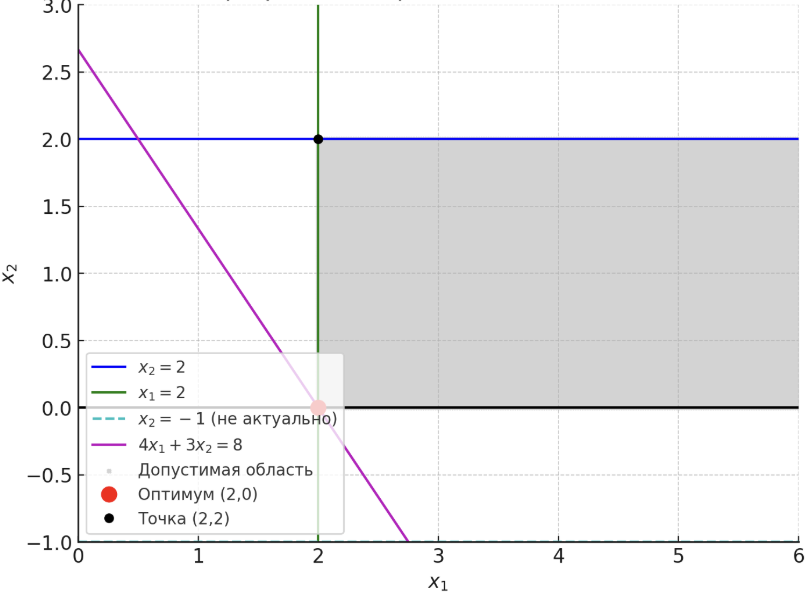 3.0
2.5
2.0
1.5
1.0
0.5
0.0
−0.5
−1.0
x₂
x₂ = 2
x₁ = 2
x₂ = −1 (не актуально)
4x₁ + 3x₂ = 8
Допустимая область
Оптимум (2,0)
Точка (2,2)
0 1 2 3 4 5 6
x₁